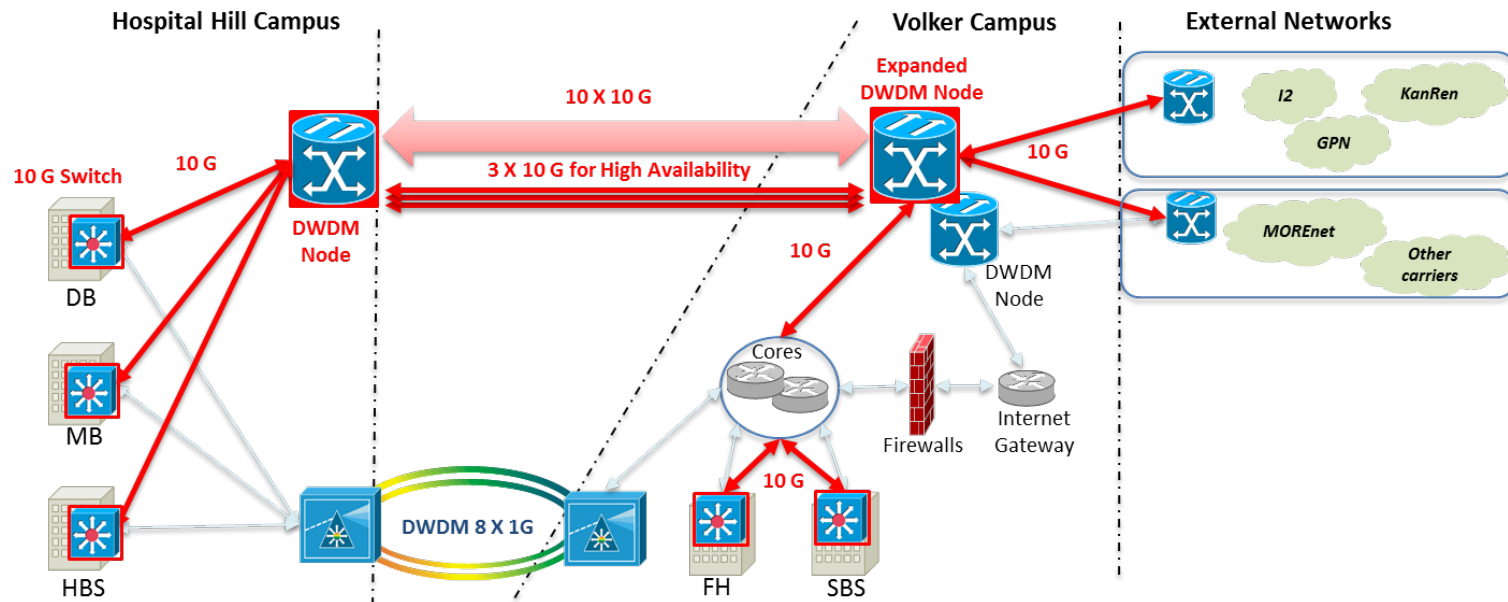 Hospital Hill Campus
Volker Campus
External Networks
Expanded
DWDM Node
10 X 10 G
I2
KanRen
GPN
10 G
10 G
10 G Switch
3 X 10 G for High Availability
DWDM
Node
MOREnet
Other
carriers
10 G
DWDM
Node
DB
Cores
MB
Firewalls
Internet
Gateway
10 G
DWDM 8 X 1G
HBS
FH
SBS